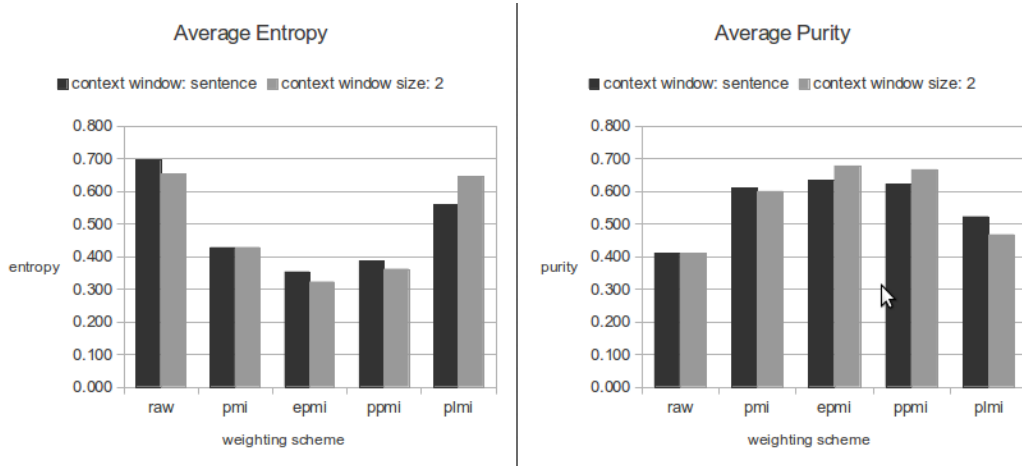 Average Entropy
context window: sentence context window size: 2
0.800
0.700
0.600
0.500
0.400
0.300
0.200
0.100
0.000
entropy
raw pmi epmi ppmi plmi
weighting scheme
Average Purity
context window: sentence context window size: 2
0.800
0.700
0.600
0.500
0.400
0.300
0.200
0.100
0.000
purity
raw pmi epmi ppmi plmi
weighting scheme